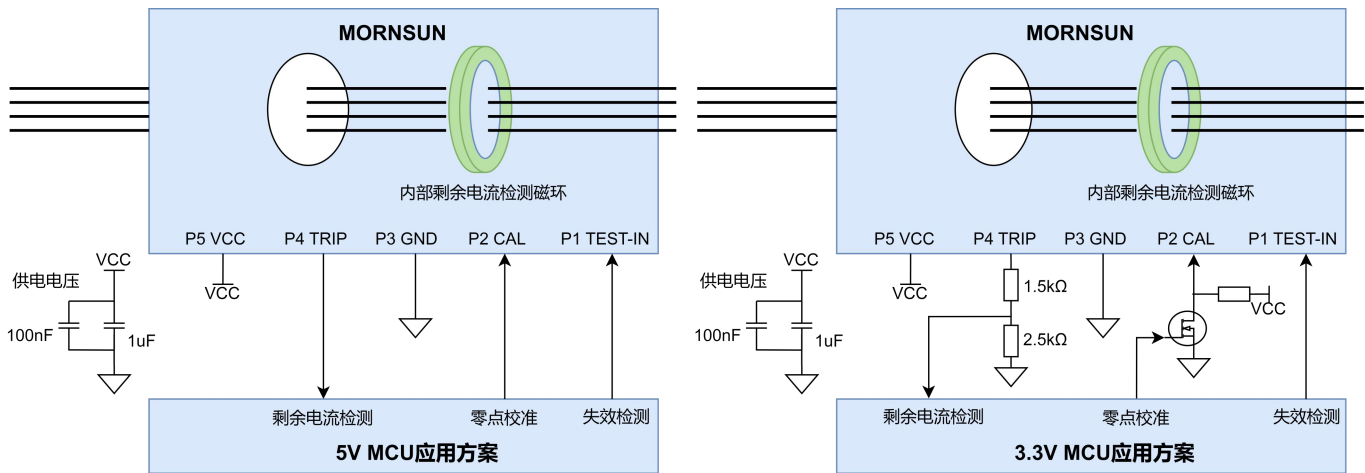 MORNSUN
内部剩余电流检测磁环
P5 VCC
P4 TRIP
P3 GND
P2 CAL
P1 TEST-IN
VCC
供电电压
VCC
100nF
1uF
剩余电流检测
零点校准
失效检测
5V MCU应用方案
MORNSUN
内部剩余电流检测磁环
P5 VCC
P4 TRIP
P3 GND
P2 CAL
P1 TEST-IN
VCC
供电电压
VCC
1.5kΩ
VCC
100nF
1uF
2.5kΩ
剩余电流检测
零点校准
失效检测
3.3V MCU应用方案